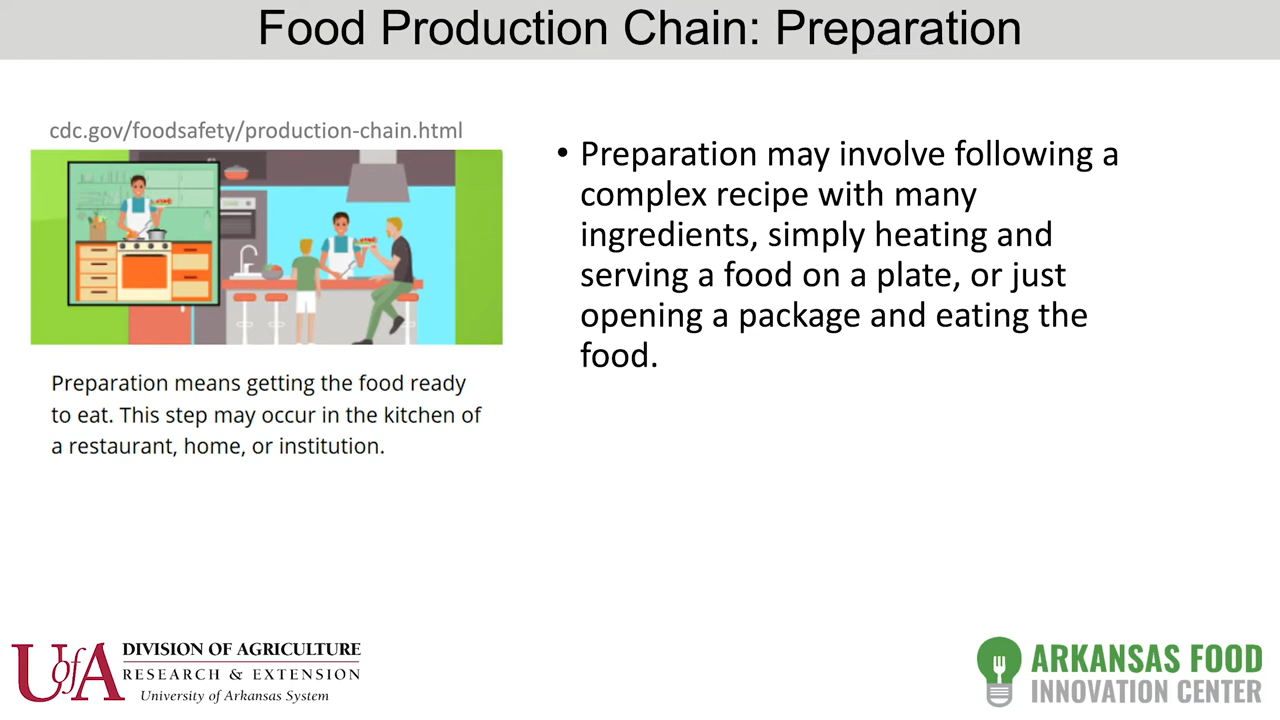 Food Production Chain: Preparation
cdc.gov/foodsafety/production-chain.html
Preparation means getting the food ready
to eat. This step may occur in the kitchen of
a restaurant, home, or institution.
• Preparation may involve following a
complex recipe with many
ingredients, simply heating and
serving a food on a plate, or just
opening a package and eating the
food.
UofA
DIVISION OF AGRICULTURE
RESEARCH & EXTENSION
University of Arkansas System
ARKANSAS FOOD
INNOVATION CENTER